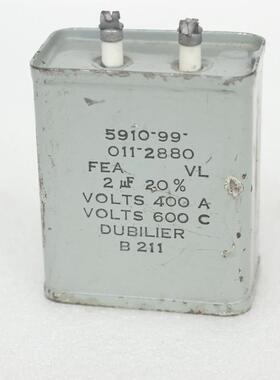 5910-99-
011-2880
FEA VL
2 µF 20%
VOLTS 400 A
VOLTS 600 C
DUBILIER
B 211